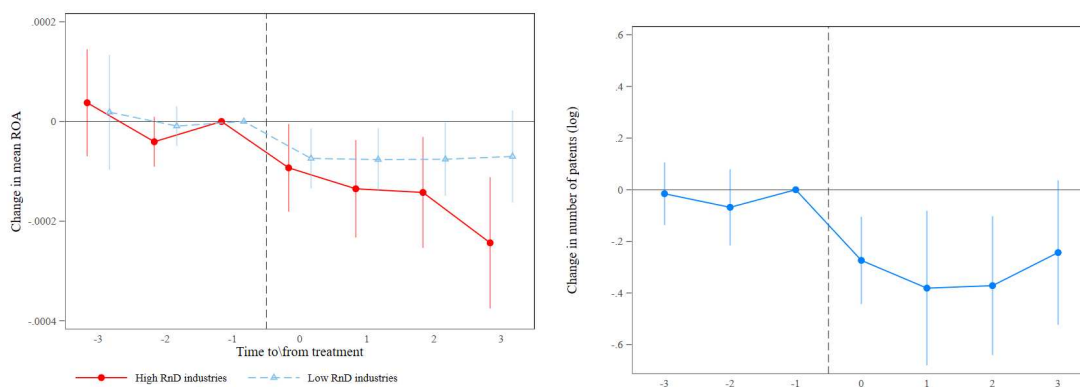 .0002
0
-.0002
-.0004
Change in mean ROA
-3 -2 -1 0 1 2 3
Time to\from treatment
High RnD industries Low RnD industries
.6
.4
.2
0
-.2
-.4
-.6
Change in number of patents (log)
-3 -2 -1 0 1 2 3